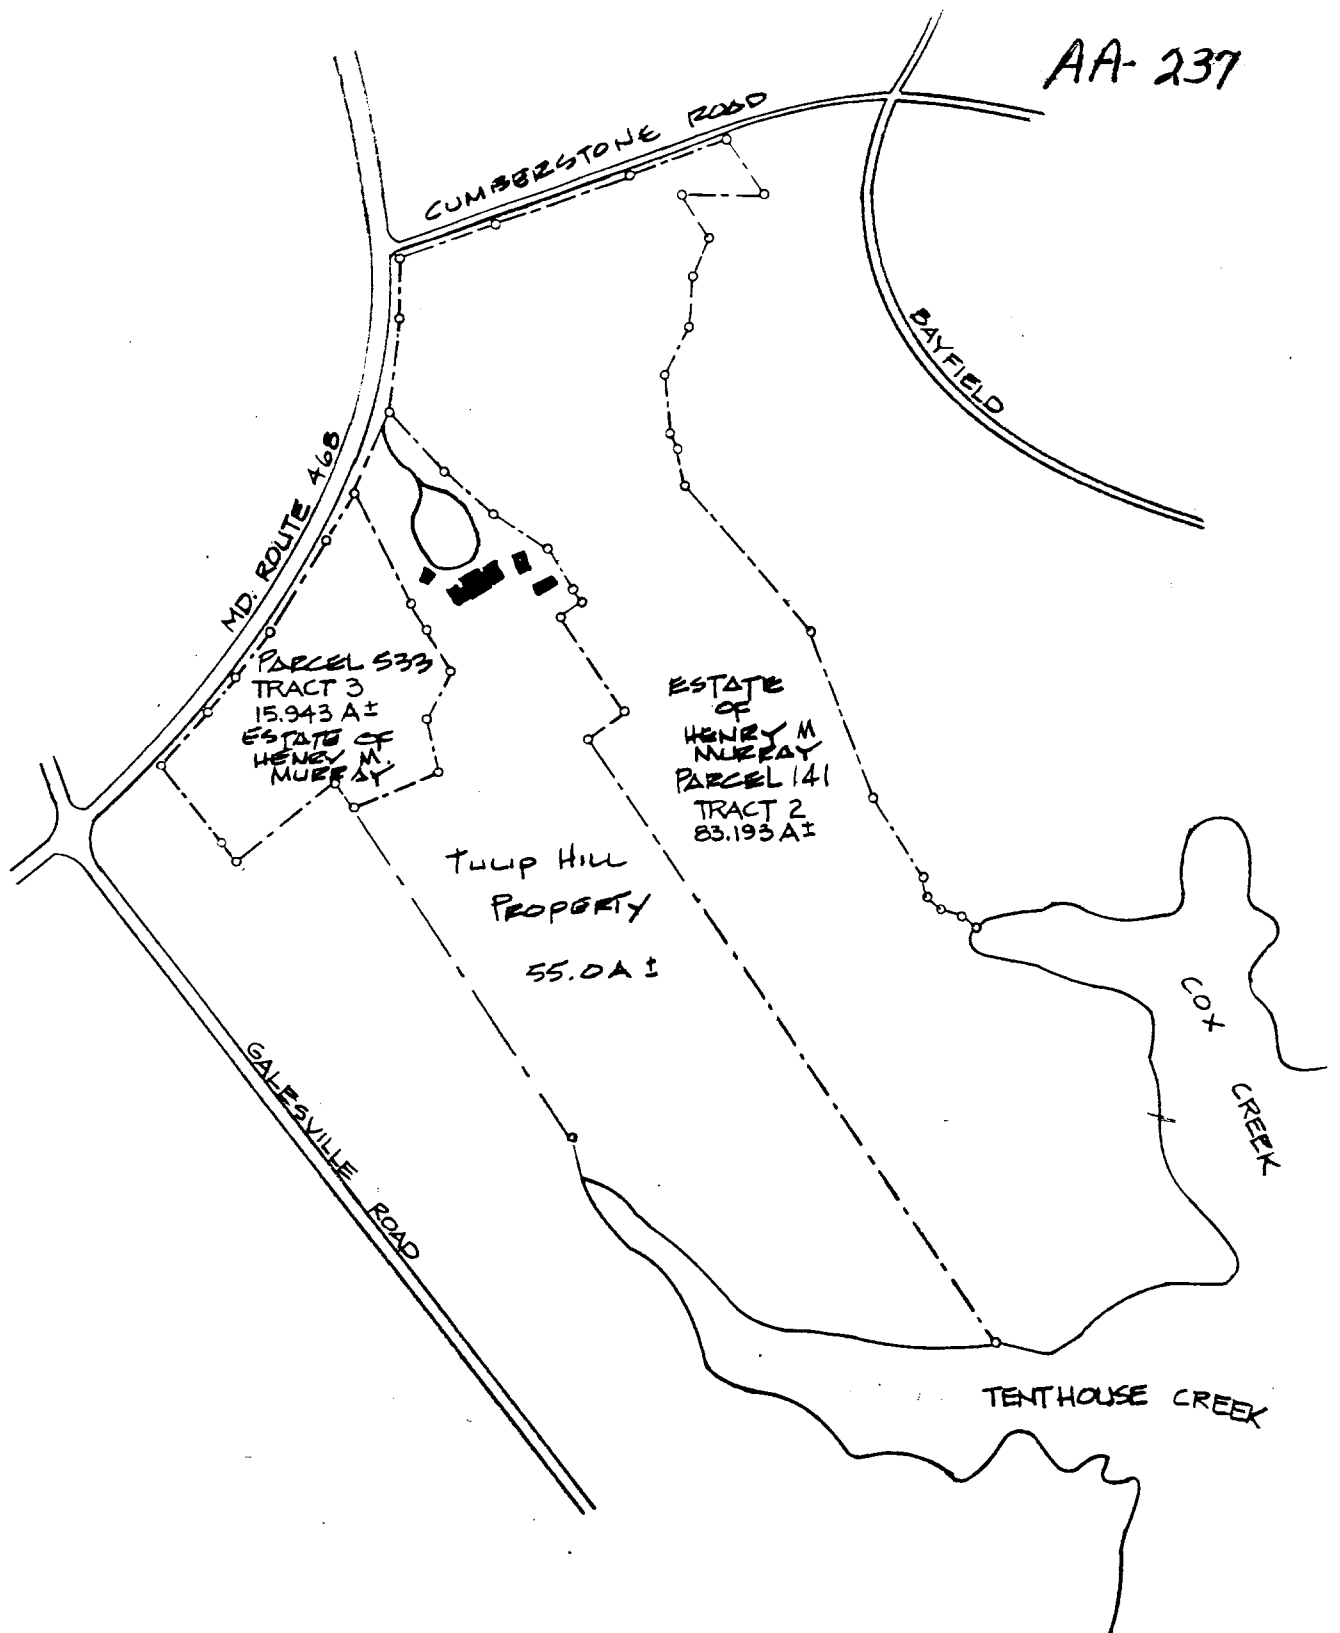 AA- 237
CUMBERSTONE ROAD
BAYFIELD
MD. ROUTE 468
PARCEL 533
TRACT 3
15.943 A±
ESTATE OF
HENRY M.
MURRAY
ESTATE
OF
HENRY M
MURRAY
PARCEL 141
TRACT 2
83.193 A±
TULIP HILL
PROPERTY
55.0 A ±
COX
CREEK
GALESVILLE ROAD
TENTHOUSE CREEK